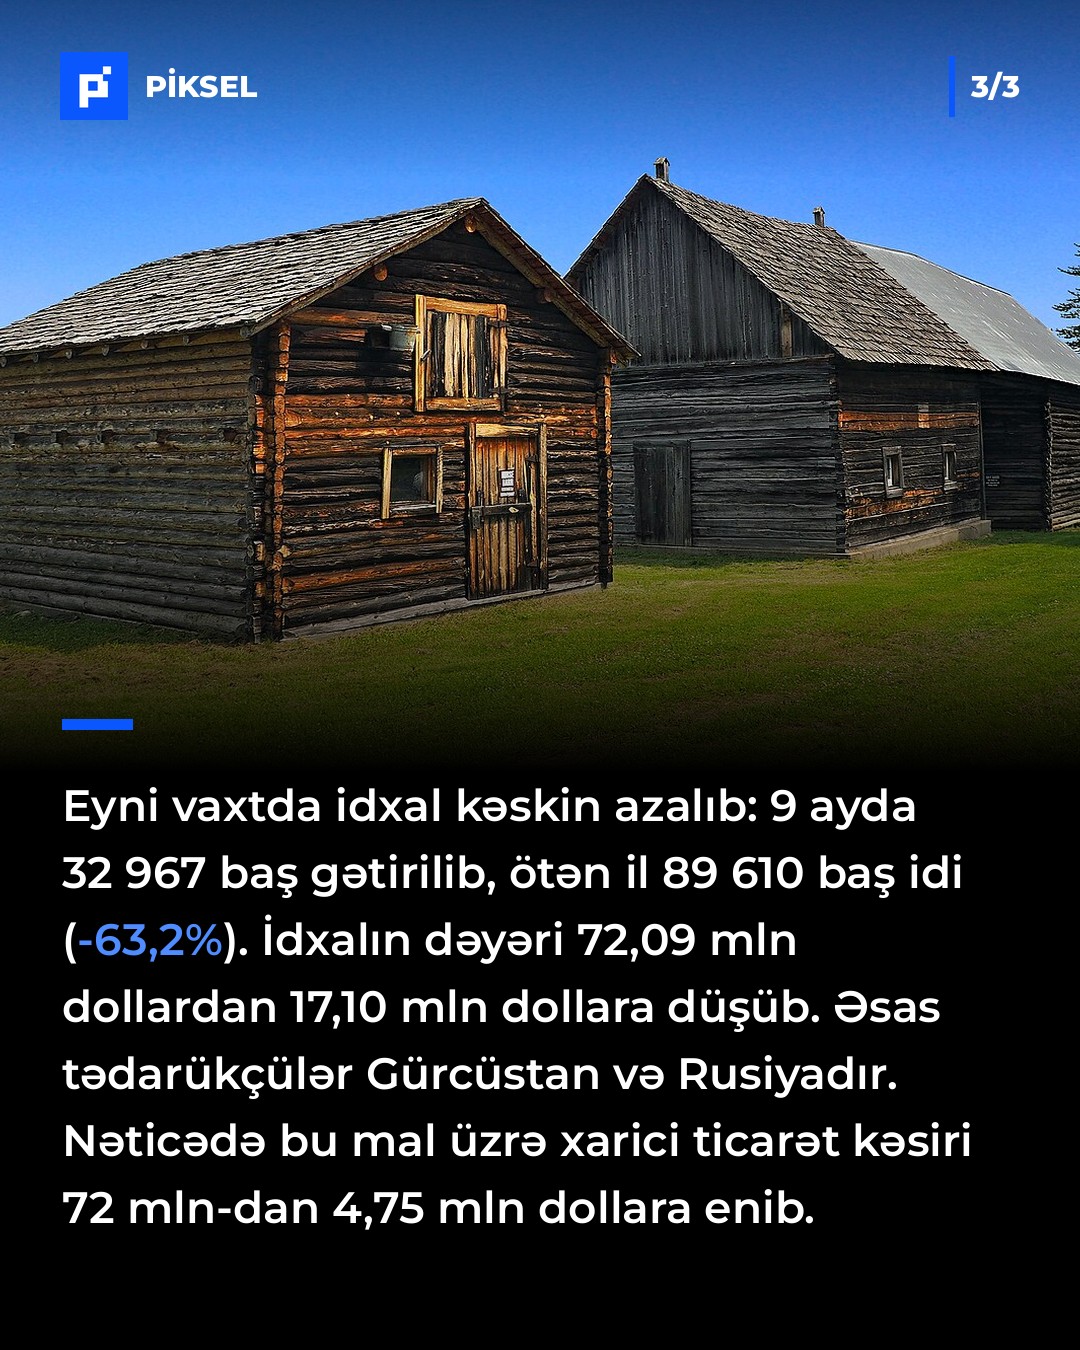 PİKSEL
3/3
Eyni vaxtda idxal kəskin azalıb: 9 ayda
32 967 baş gətirilib, ötən il 89 610 baş idi
(-63,2%). İdxalın dəyəri 72,09 mln
dollardan 17,10 mln dollara düşüb. Əsas
tədarükçülər Gürcüstan və Rusiyadır.
Nəticədə bu mal üzrə xarici ticarət kəsiri
72 mln-dan 4,75 mln dollara enib.